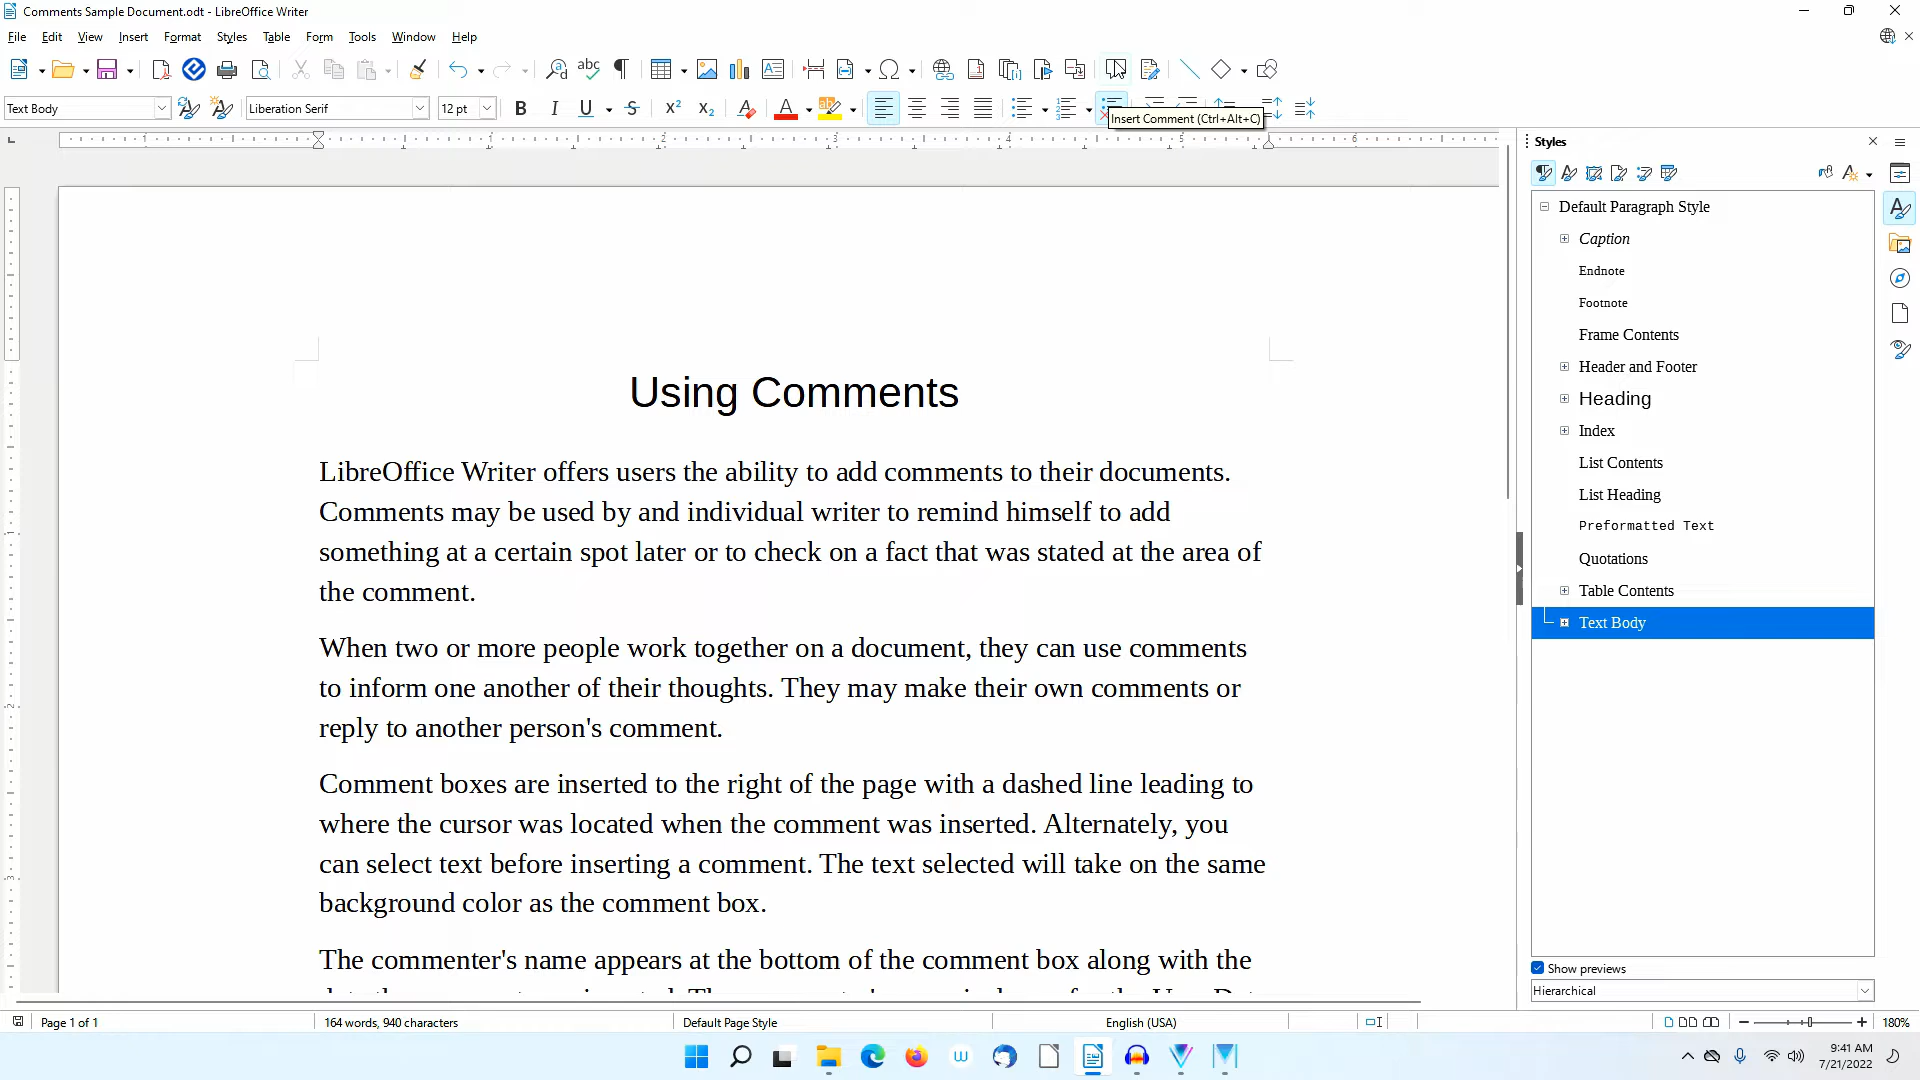 Comments Sample Document.odt - LibreOffice Writer
File Edit View Insert Format Styles Table Form Tools Window Help
Text Body Liberation Serif 12 pt
Insert Comment (Ctrl+Alt+C)
Styles
Default Paragraph Style
Caption
Endnote
Footnote
Frame Contents
Header and Footer
Heading
Index
List Contents
List Heading
Preformatted Text
Quotations
Table Contents
Text Body
Show previews
Hierarchical
Using Comments
LibreOffice Writer offers users the ability to add comments to their documents.
Comments may be used by and individual writer to remind himself to add
something at a certain spot later or to check on a fact that was stated at the area of
the comment.
When two or more people work together on a document, they can use comments
to inform one another of their thoughts. They may make their own comments or
reply to another person's comment.
Comment boxes are inserted to the right of the page with a dashed line leading to
where the cursor was located when the comment was inserted. Alternately, you
can select text before inserting a comment. The text selected will take on the same
background color as the comment box.
The commenter's name appears at the bottom of the comment box along with the
Page 1 of 1 164 words, 940 characters Default Page Style English (USA) 180%
9:41 AM
7/21/2022